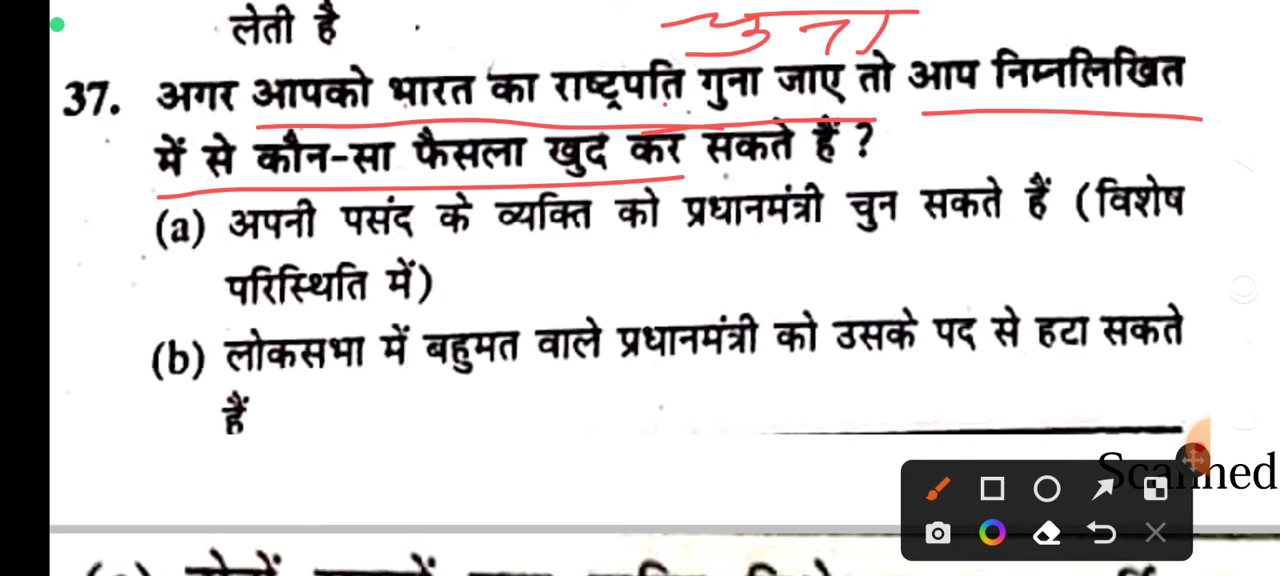 लेती है
चुना
37. अगर आपको भारत का राष्ट्रपति गुना जाए तो आप निम्नलिखित
में से कौन-सा फैसला खुद कर सकते हैं ?
(a) अपनी पसंद के व्यक्ति को प्रधानमंत्री चुन सकते हैं (विशेष
परिस्थिति में)
(b) लोकसभा में बहुमत वाले प्रधानमंत्री को उसके पद से हटा सकते
हैं